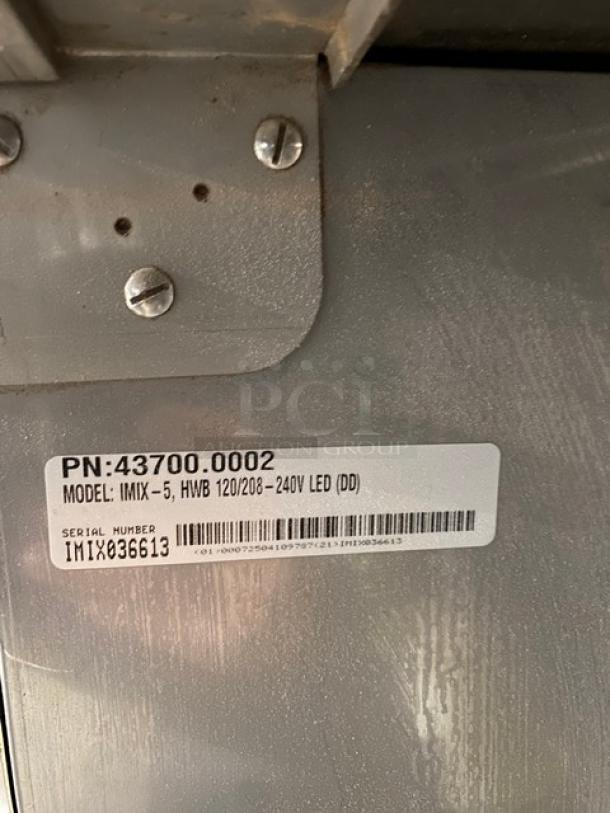 PCI
AUCTION GROUP
PN:43700.0002
MODEL: IMIX-5, HWB 120/208-240V LED (DD)
SERIAL NUMBER
IMIX036613
(01)00072504109787(21)IMIX036613